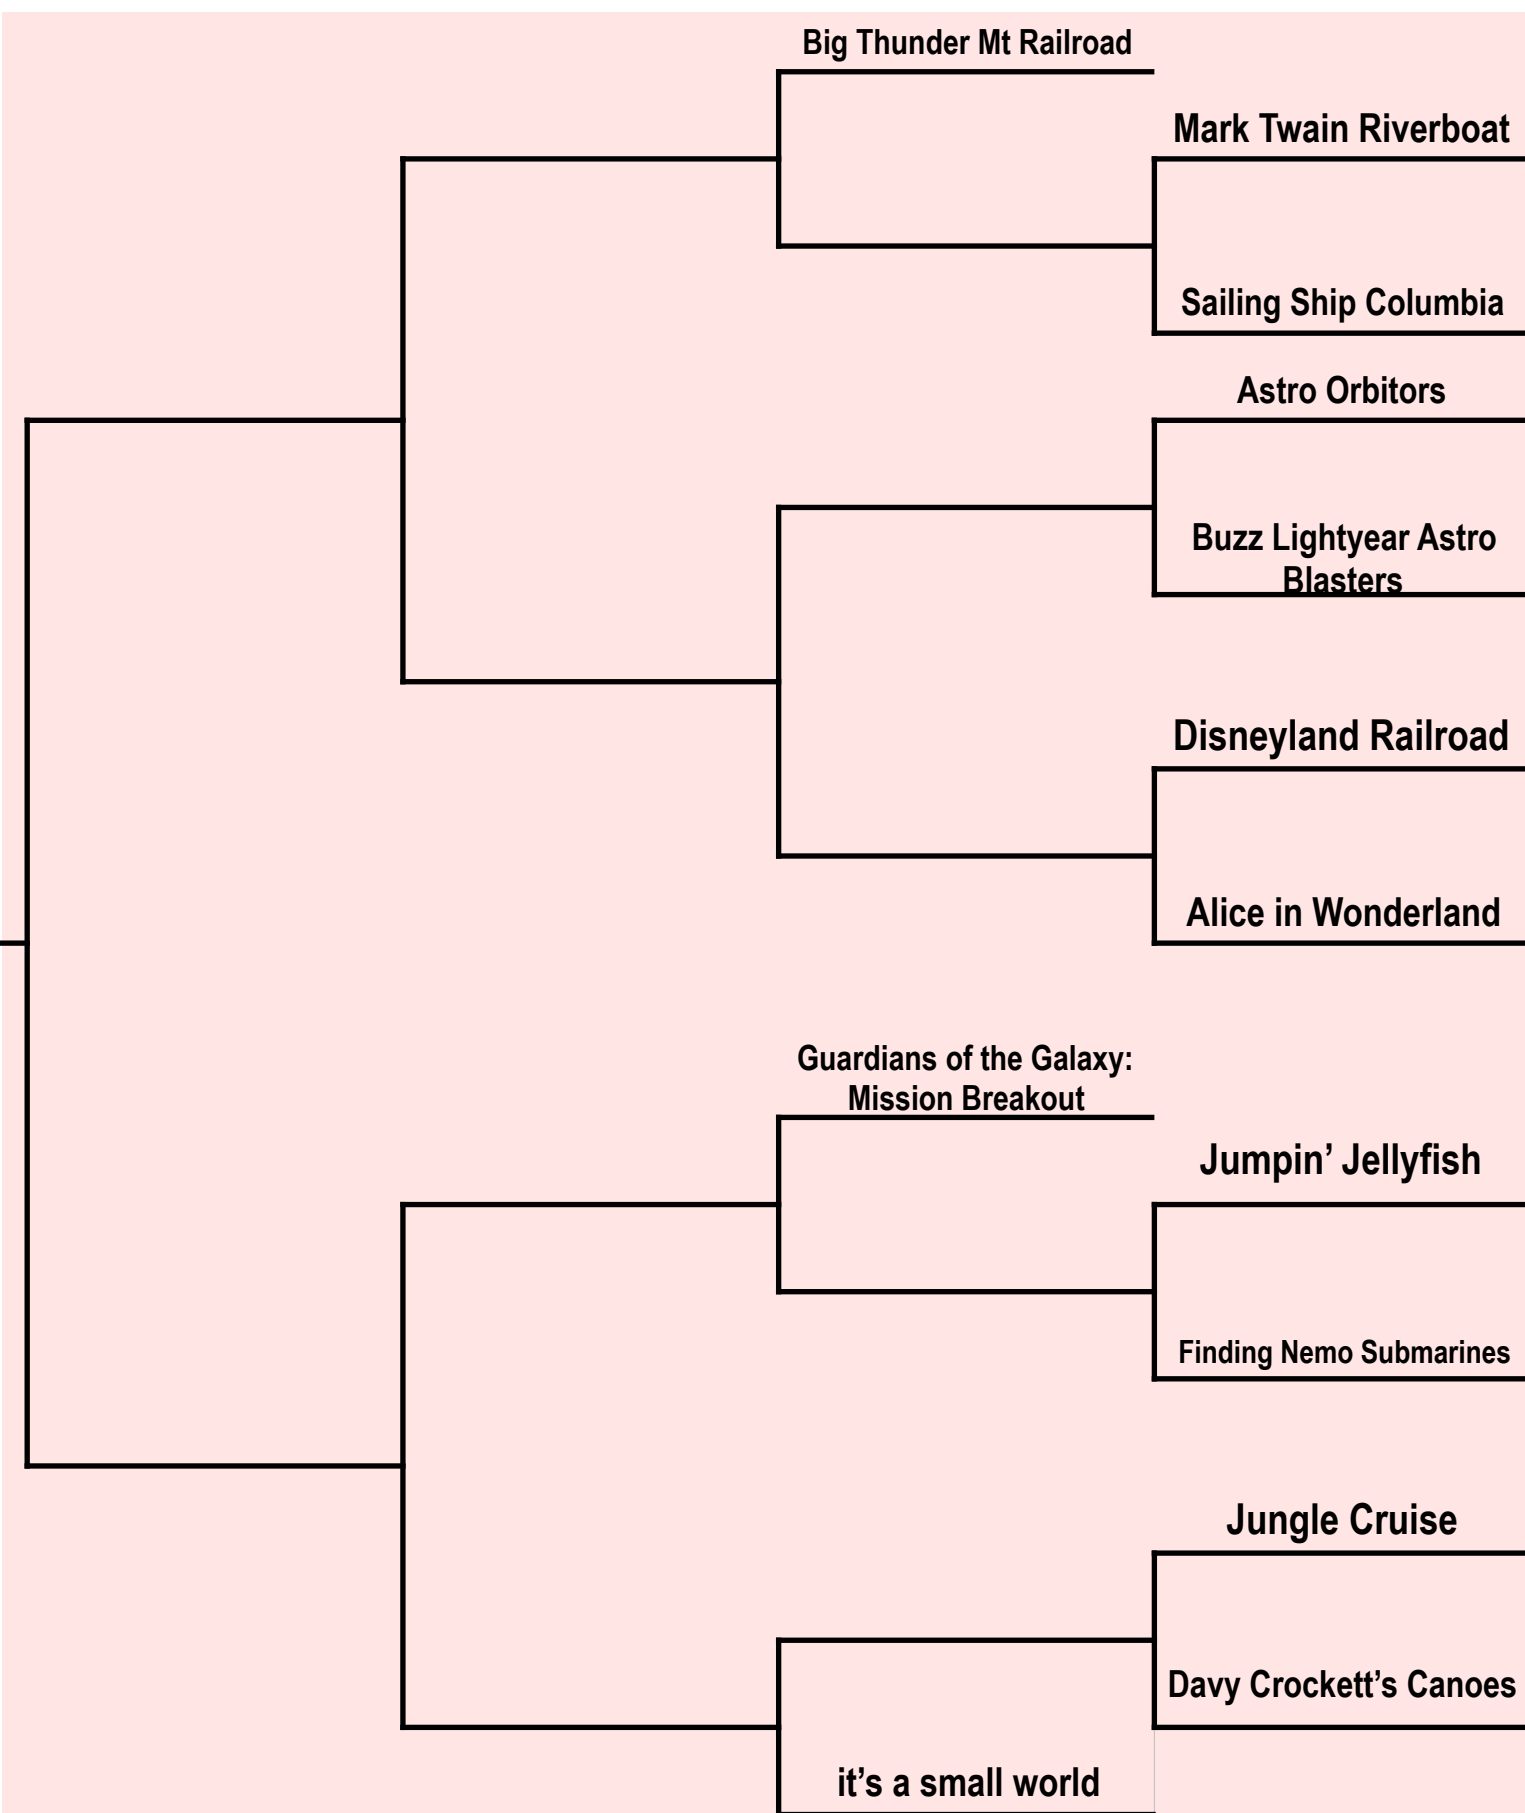 Big Thunder Mt Railroad
Mark Twain Riverboat
Sailing Ship Columbia
Astro Orbitors
Buzz Lightyear Astro
Blasters
Disneyland Railroad
Alice in Wonderland
Guardians of the Galaxy:
Mission Breakout
Jumpin’ Jellyfish
Finding Nemo Submarines
Jungle Cruise
Davy Crockett’s Canoes
it’s a small world